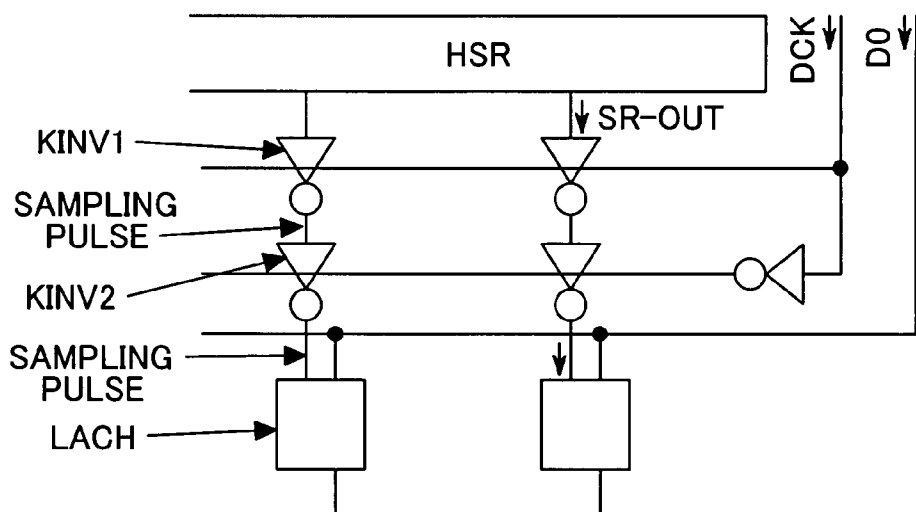 HSR
DCK
D0
SR-OUT
KINV1
SAMPLING
PULSE
KINV2
SAMPLING
PULSE
LACH